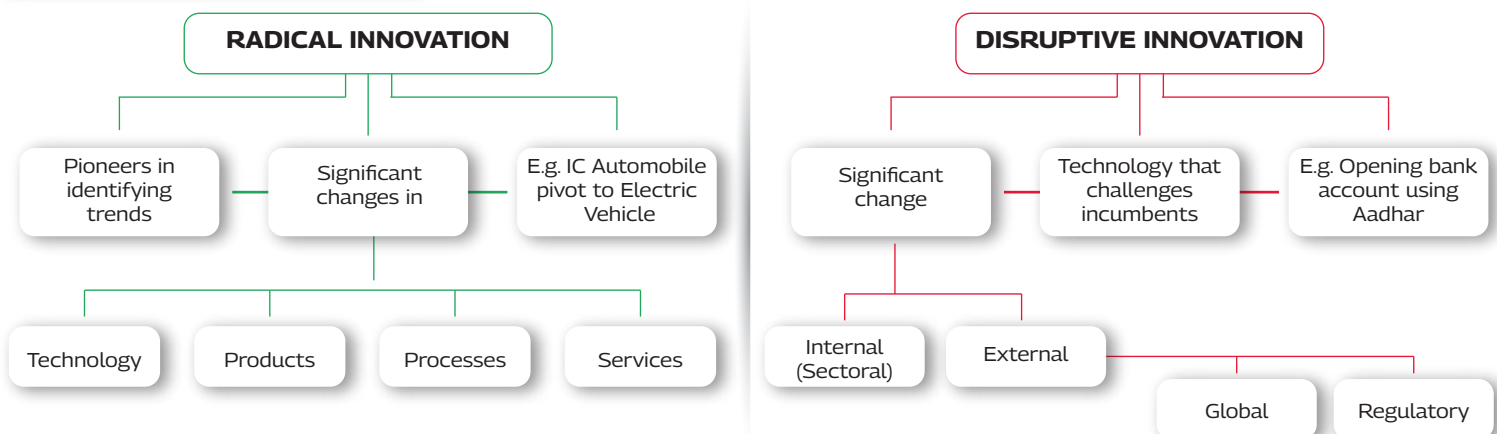 RADICAL INNOVATION
Pioneers in
identifying
trends
Significant
changes in
E.g. IC Automobile
pivot to Electric
Vehicle
Technology
Products
Processes
Services
DISRUPTIVE INNOVATION
Significant
change
Technology that
challenges
incumbents
E.g. Opening bank
account using
Aadhar
Internal
(Sectoral)
External
Global
Regulatory